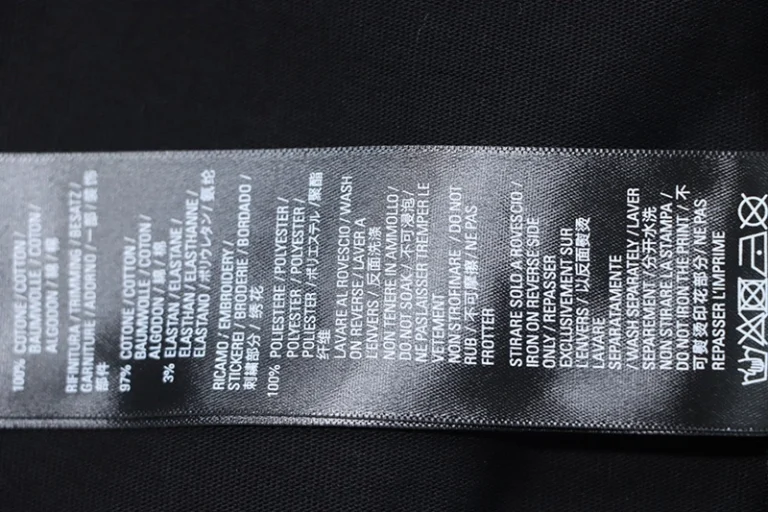 100% COTONE / COTTON /
BAUMWOLLE / COTON /
ALGODON / 綿 / 棉
RIFINITURA / RIMMING / BESATZ /
GARNITURE / ADORNO / 一部 / 装饰
部件
97% COTONE / COTTON /
BAUMWOLLE / COTON /
ALGODON / 綿 / 棉
3% ELASTAN / ELASTANE /
ELASTHAN / ELASTHANNE /
ELASTANO / ポリウレタン / 氨纶
RICAMO / EMBROIDERY /
STICKEREI / BRODERIE / BORDADO /
刺繍部分 / 绣花
100% POLIESTERE / POLYESTER /
POLYESTER / POLYESTER /
POLIESTER / ポリエステル / 聚酯
纤维
LAVARE AL ROVESCIO / WASH
ON REVERSE / LAVER A
L'ENVERS / 反面洗涤
NON TENERE IN AMMOLLO /
DO NOT SOAK / 不可浸泡 /
NE PAS LAISSER TREMPER LE
VETEMENT
NON STROFINARE / DO NOT
RUB / 不可摩擦 / NE PAS
FROTTER
STIRARE SOLO A ROVESCIO /
IRON ON REVERSE SIDE
ONLY / REPASSER
EXCLUSIVEMENT SUR
L'ENVERS / 以反面熨烫
LAVARE
SEPARATAMENTE
/ WASH SEPARATELY / LAVER
SEPAREMENT / 分开水洗
NON STIRARE LA STAMPA /
DO NOT IRON THE PRINT / 不
可熨烫印花部分 / NE PAS
REPASSER L'IMPRIME